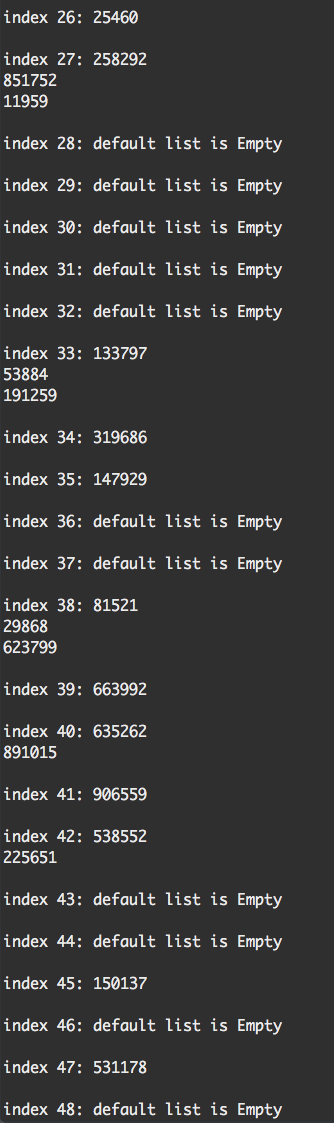 index 26: 25460
index 27: 258292
851752
11959
index 28: default list is Empty
index 29: default list is Empty
index 30: default list is Empty
index 31: default list is Empty
index 32: default list is Empty
index 33: 133797
53884
191259
index 34: 319686
index 35: 147929
index 36: default list is Empty
index 37: default list is Empty
index 38: 81521
29868
623799
index 39: 663992
index 40: 635262
891015
index 41: 906559
index 42: 538552
225651
index 43: default list is Empty
index 44: default list is Empty
index 45: 150137
index 46: default list is Empty
index 47: 531178
index 48: default list is Empty